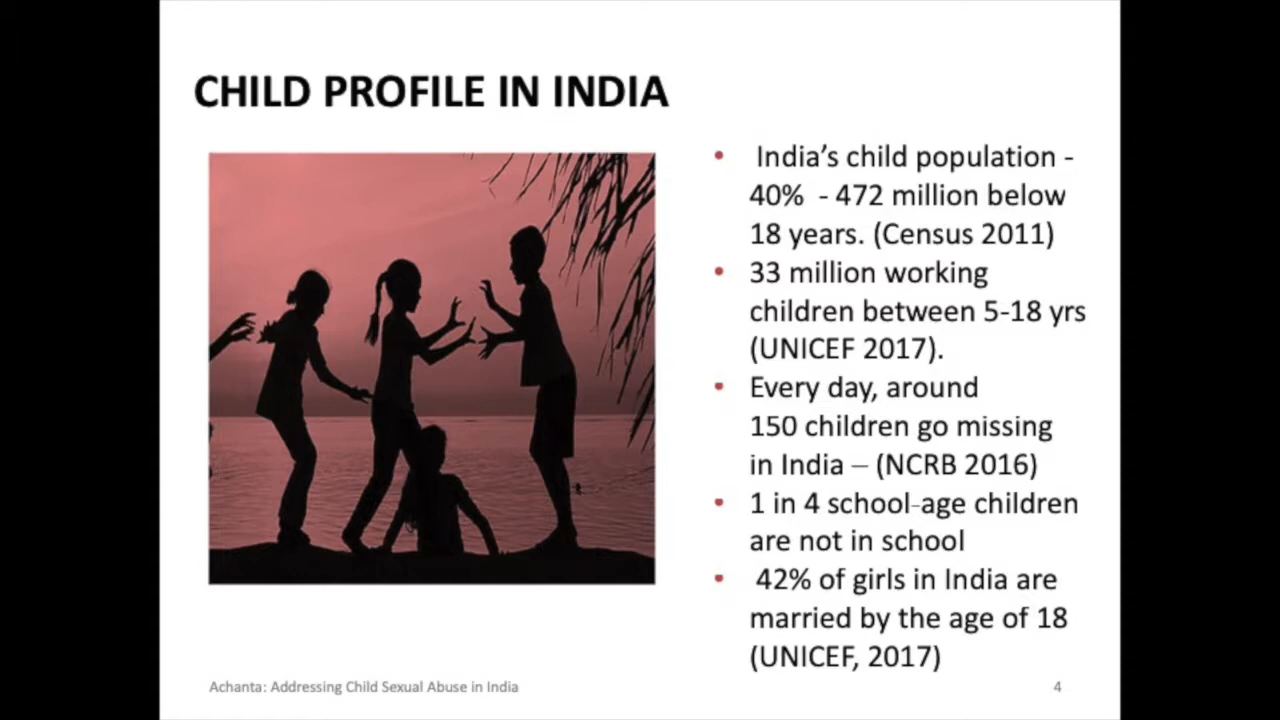 CHILD PROFILE IN INDIA
• India's child population -
40% - 472 million below
18 years. (Census 2011)
• 33 million working
children between 5-18 yrs
(UNICEF 2017).
• Every day, around
150 children go missing
in India – (NCRB 2016)
• 1 in 4 school-age children
are not in school
• 42% of girls in India are
married by the age of 18
(UNICEF, 2017)
Achanta: Addressing Child Sexual Abuse in India
4